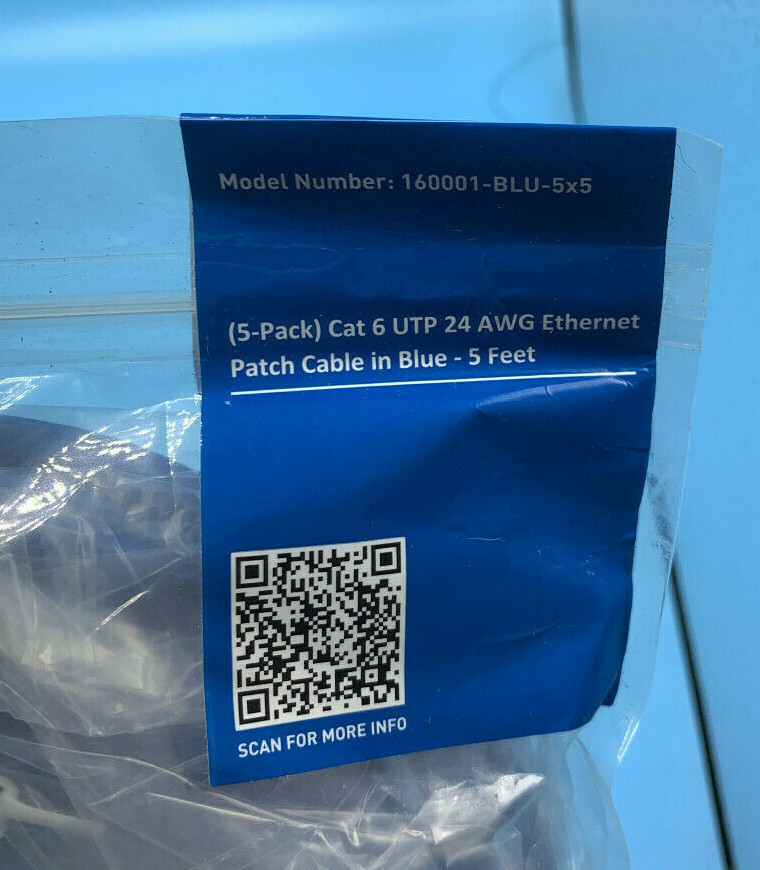 Model Number: 160001-BLU-5x5
(5-Pack) Cat 6 UTP 24 AWG Ethernet
Patch Cable in Blue - 5 Feet
SCAN FOR MORE INFO